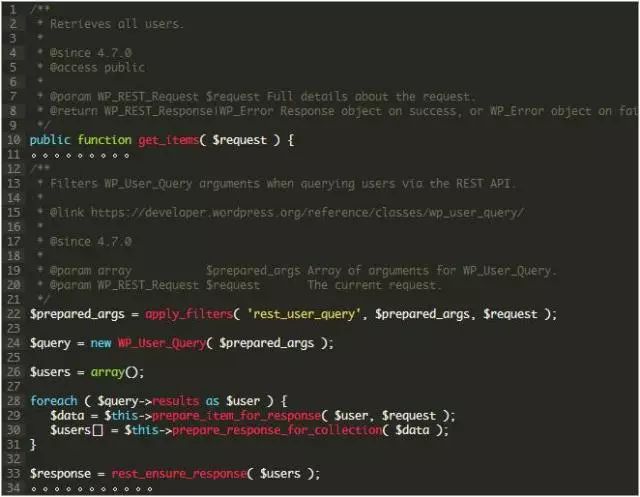 1 /**
2  * Retrieves all users.
3  *
4  * @since 4.7.0
5  * @access public
6  *
7  * @param WP_REST_Request $request Full details about the request.
8  * @return WP_REST_Response|WP_Error Response object on success, or WP_Error object on fai
9  */
10 public function get_items( $request ) {
11 ∘ ∘ ∘ ∘ ∘ ∘ ∘ ∘ ∘
12 /**
13  * Filters WP_User_Query arguments when querying users via the REST API.
14  *
15  * @link https://developer.wordpress.org/reference/classes/wp_user_query/
16  *
17  * @since 4.7.0
18  *
19  * @param array           $prepared_args Array of arguments for WP_User_Query.
20  * @param WP_REST_Request $request       The current request.
21  */
22 $prepared_args = apply_filters( 'rest_user_query', $prepared_args, $request );
23
24 $query = new WP_User_Query( $prepared_args );
25
26 $users = array();
27
28 foreach ( $query->results as $user ) {
29    $data = $this->prepare_item_for_response( $user, $request );
30    $users[] = $this->prepare_response_for_collection( $data );
31 }
32
33 $response = rest_ensure_response( $users );
34 ∘ ∘ ∘ ∘ ∘ ∘ ∘ ∘ ∘ ∘ ∘